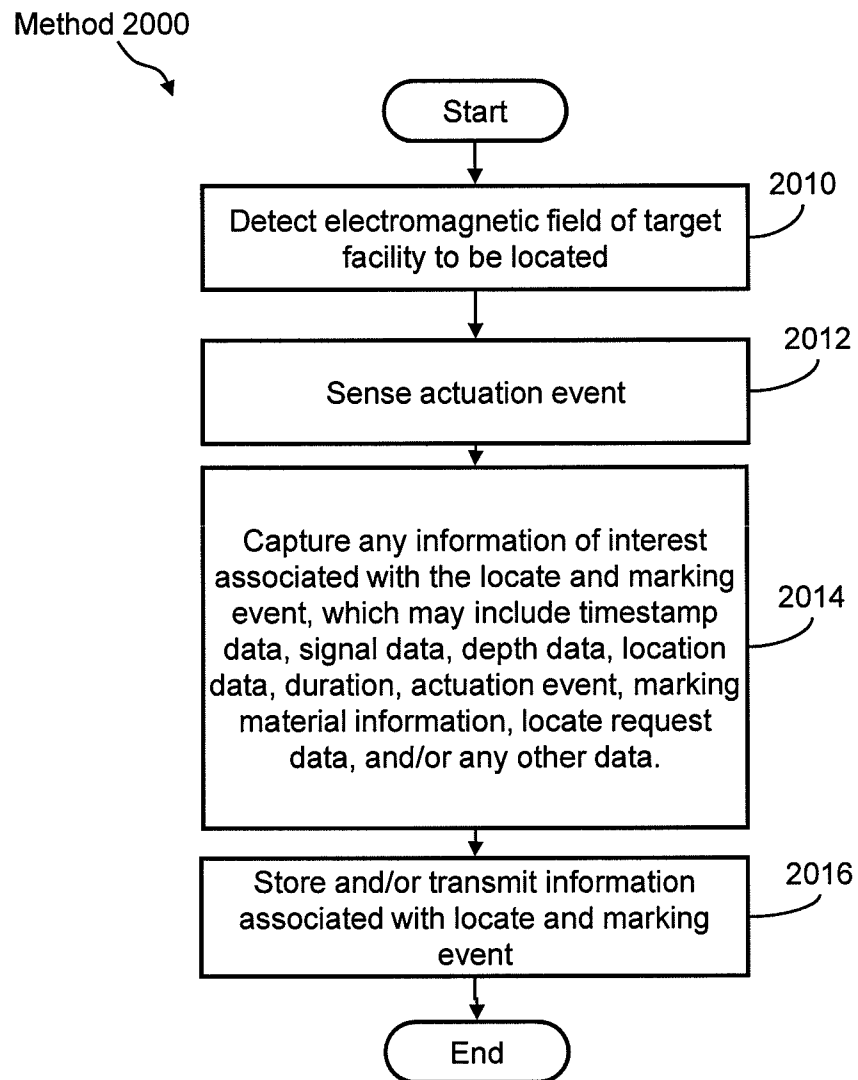 Method 2000
Start
2010
Detect electromagnetic field of target
facility to be located
2012
Sense actuation event
Capture any information of interest
associated with the locate and marking
event, which may include timestamp
data, signal data, depth data, location
data, duration, actuation event, marking
material information, locate request
data, and/or any other data.
2014
Store and/or transmit information
associated with locate and marking
event
2016
End